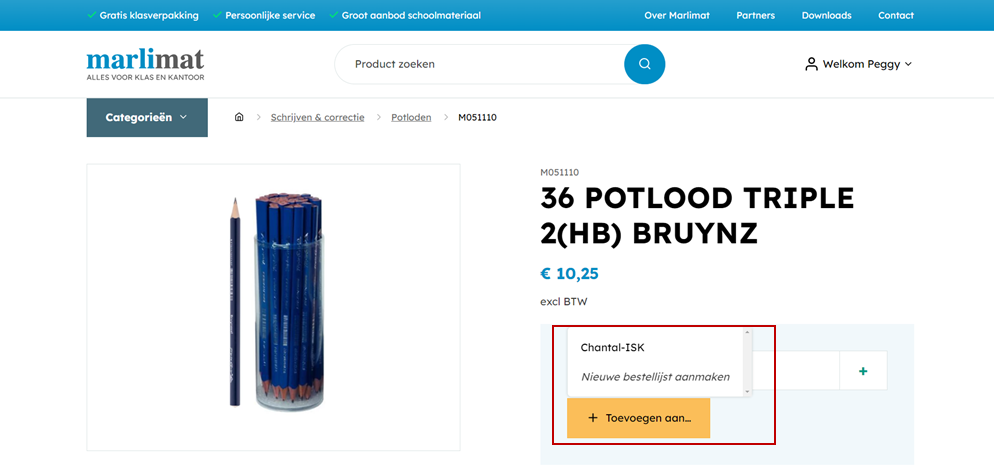 Gratis klasverpakking Persoonlijke service Groot aanbod schoolmateriaal Over Marlimat Partners Downloads Contact
marlimat
ALLES VOOR KLAS EN KANTOOR
Product zoeken
Welkom Peggy
Categorieën
Schrijven & correctie > Potloden > M051110
M051110
36 POTLOOD TRIPLE
2(HB) BRUYNZ
€ 10,25
excl BTW
Chantal-ISK
Nieuwe bestellijst aanmaken
+
+ Toevoegen aan...